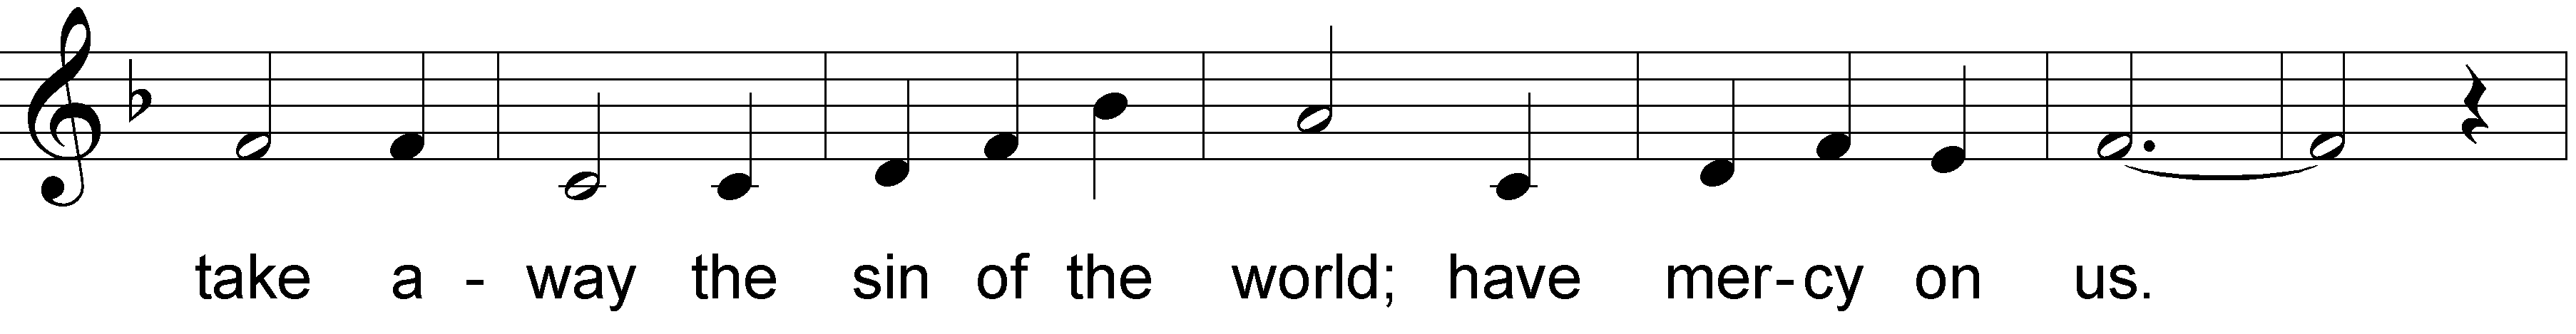 take a - way the sin of the world; have mer-cy on us.